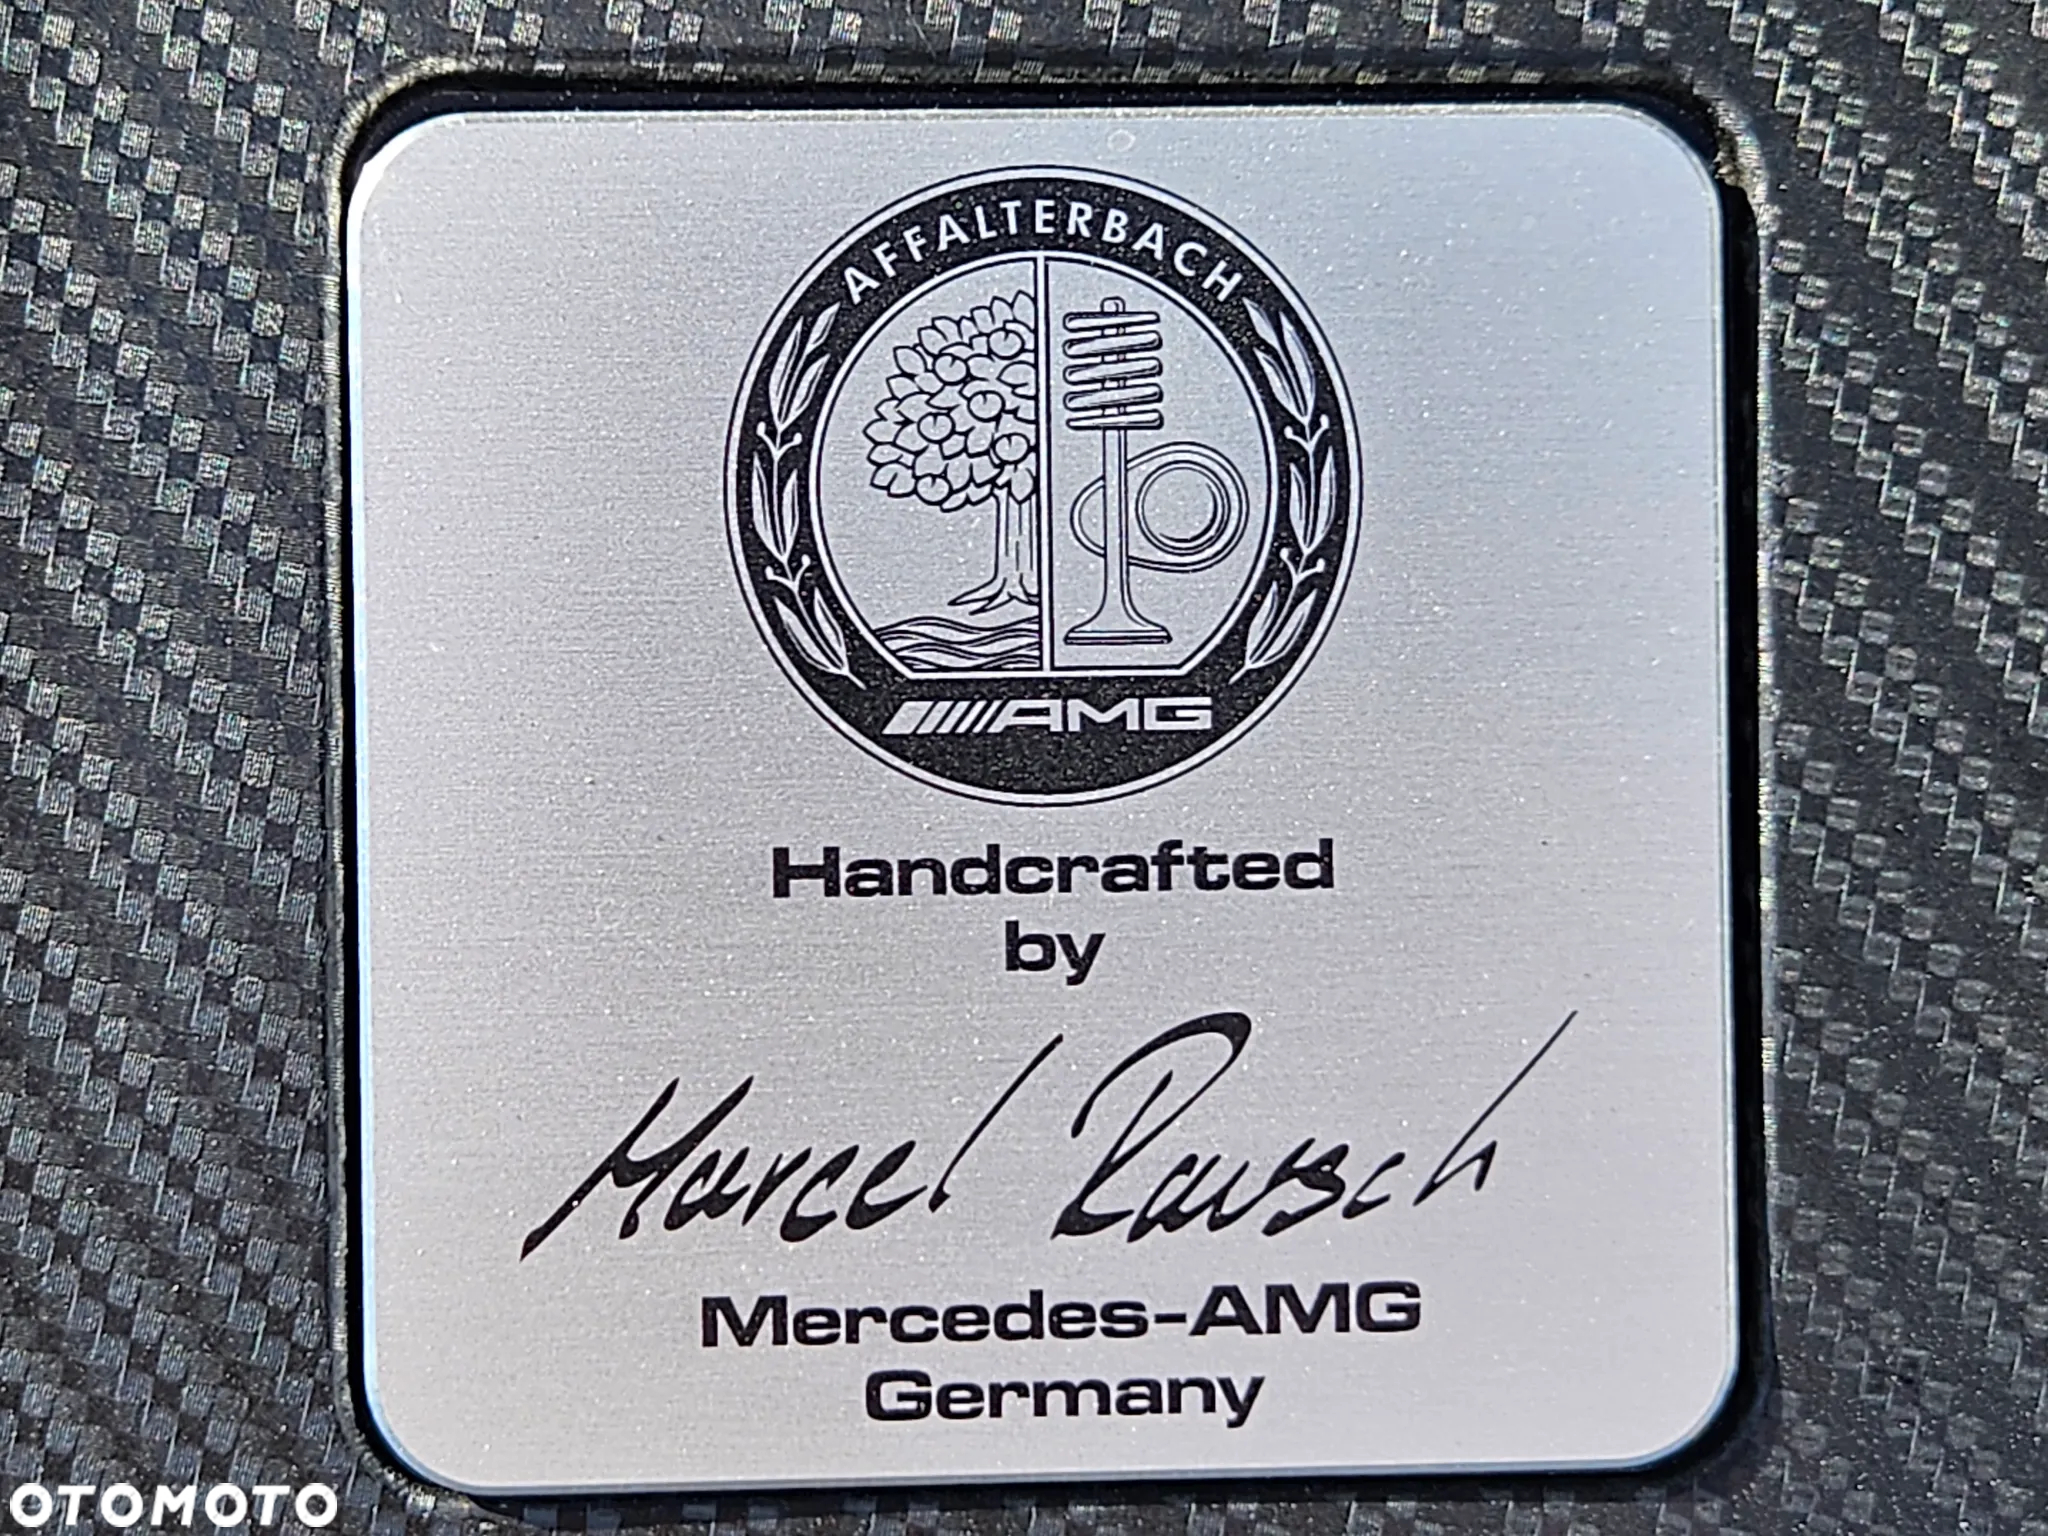 AFFALTERBACH
AMG
Handcrafted
by
Marcel Rausch
Mercedes-AMG
Germany
OTOMOTO